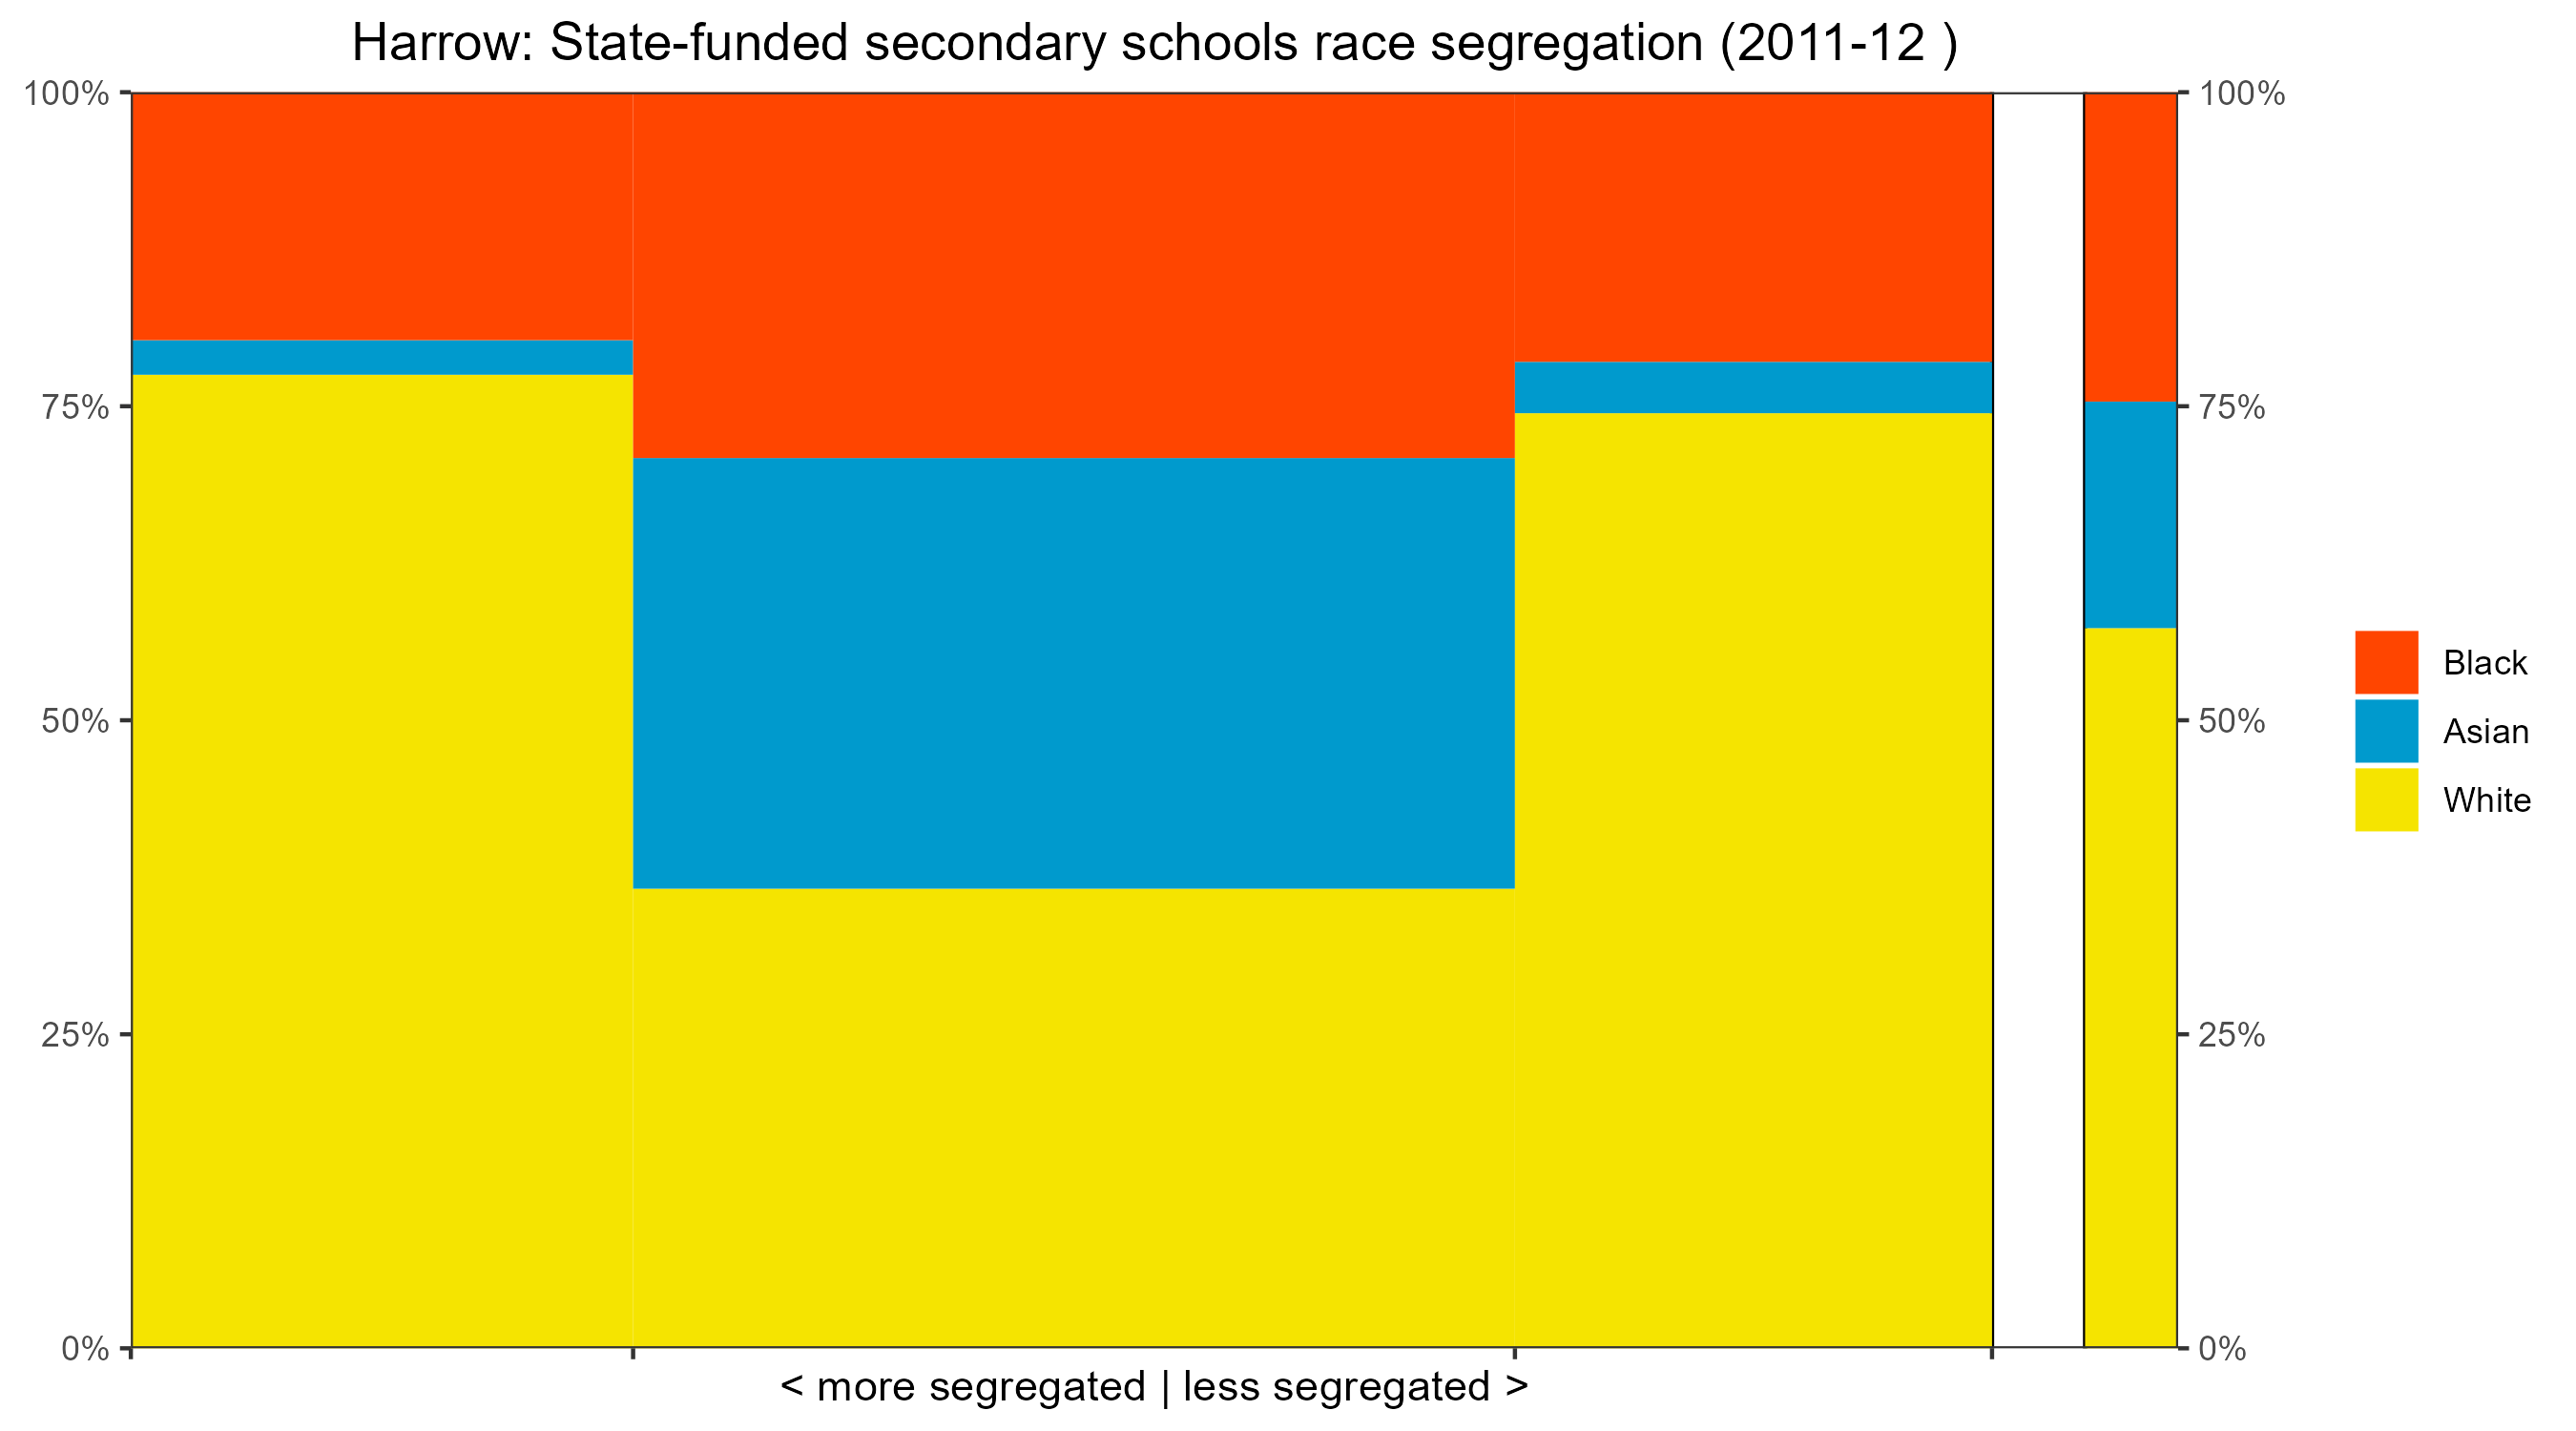 Harrow: State-funded secondary schools race segregation (2011-12 )
100%
75%
50%
25%
0%
100%
75%
50%
25%
0%
Black
Asian
White
< more segregated | less segregated >